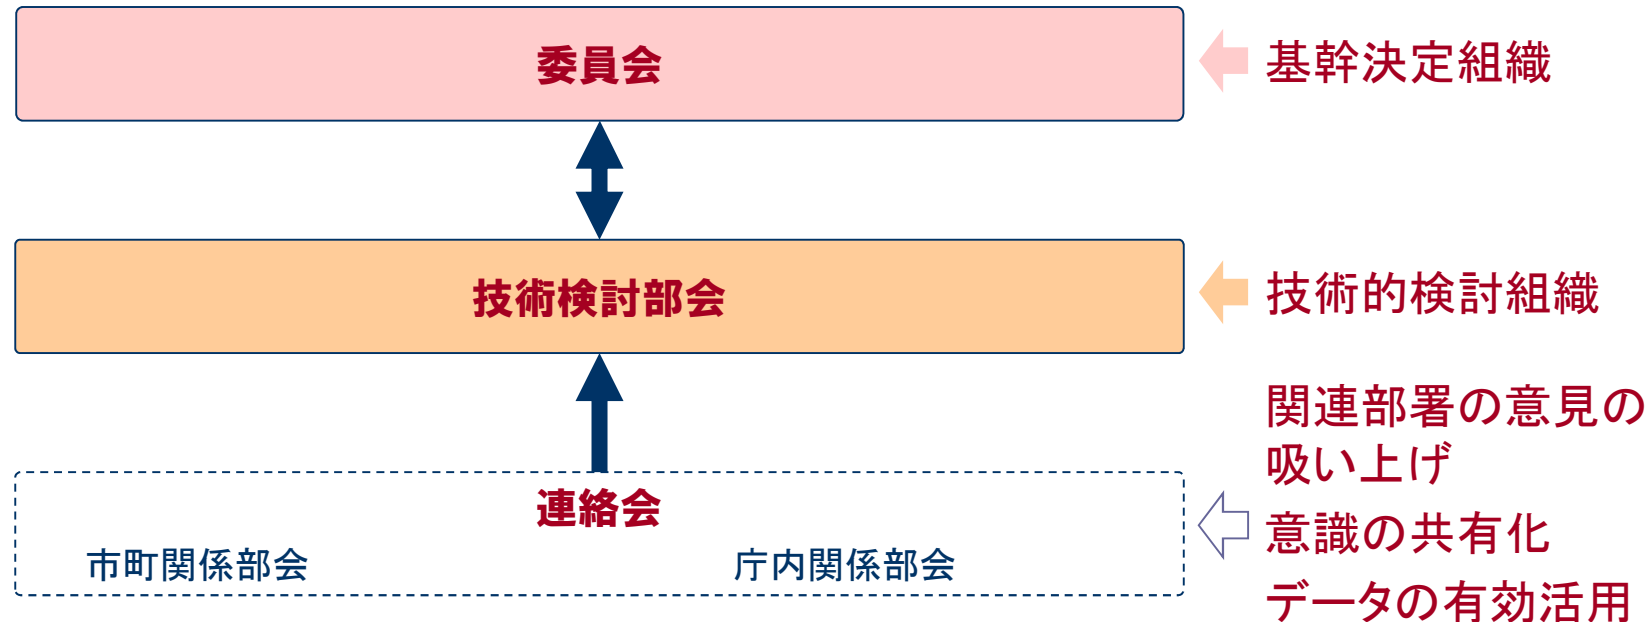 委員会
基幹決定組織
技術検討部会
技術的検討組織
連絡会
市町関係部会
庁内関係部会
関連部署の意見の
吸い上げ
意識の共有化
データの有効活用